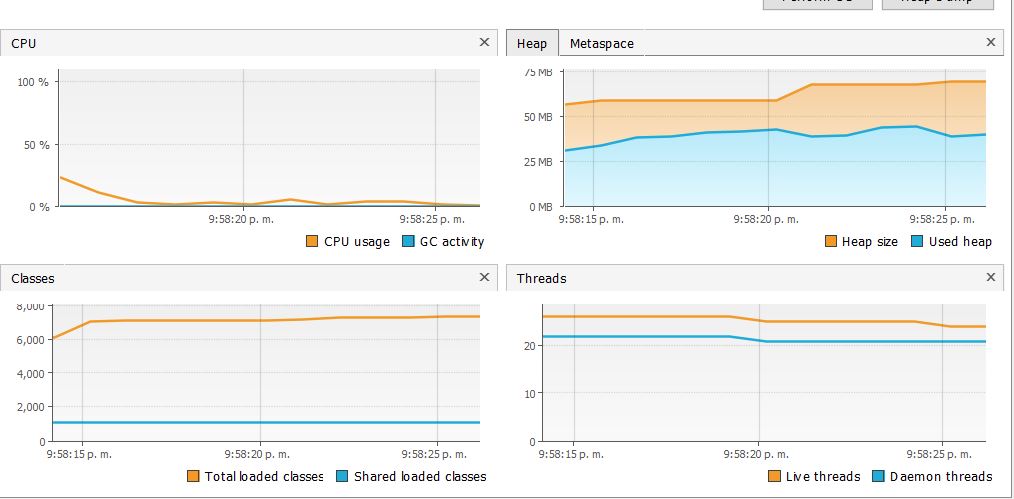 Perform GC Heap Dump
CPU
Heap Metaspace
100 %
50 %
0 %
9:58:20 p. m. 9:58:25 p. m.
CPU usage GC activity
75 MB
50 MB
25 MB
0 MB
9:58:15 p. m. 9:58:20 p. m. 9:58:25 p. m.
Heap size Used heap
Classes
Threads
8,000
6,000
4,000
2,000
0
9:58:15 p. m. 9:58:20 p. m. 9:58:25 p. m.
Total loaded classes Shared loaded classes
20
10
0
9:58:15 p. m. 9:58:20 p. m. 9:58:25 p. m.
Live threads Daemon threads